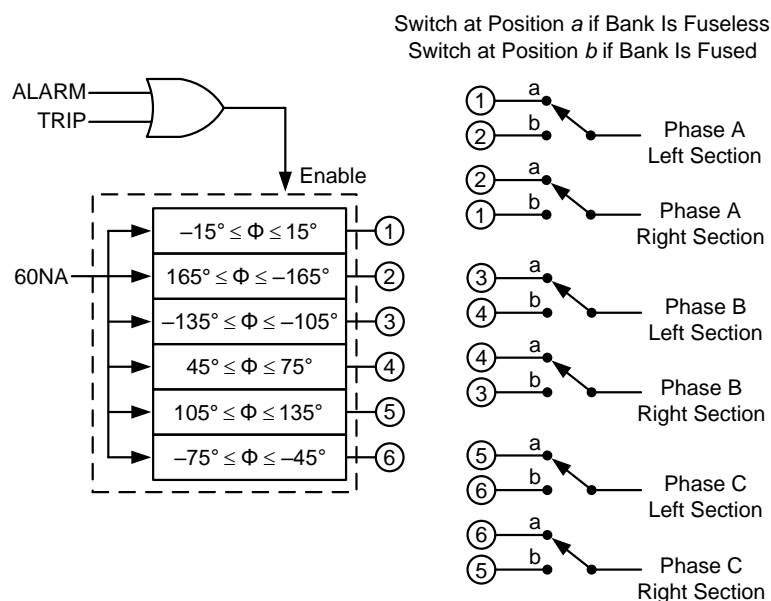 Switch at Position a if Bank Is Fuseless
Switch at Position b if Bank Is Fused
ALARM
TRIP
Enable
60NA
–15° ≤ Φ ≤ 15°
1
165° ≤ Φ ≤ –165°
2
–135° ≤ Φ ≤ –105°
3
45° ≤ Φ ≤ 75°
4
105° ≤ Φ ≤ 135°
5
–75° ≤ Φ ≤ –45°
6
1
a
2
b
Phase A
Left Section
2
a
1
b
Phase A
Right Section
3
a
4
b
Phase B
Left Section
4
a
3
b
Phase B
Right Section
5
a
6
b
Phase C
Left Section
6
a
5
b
Phase C
Right Section